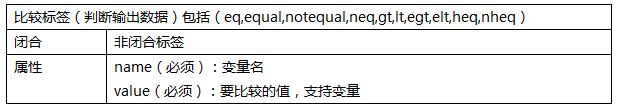 比较标签（判断输出数据）包括（eq,equal,notequal,neq,gt,lt,egt,elt,heq,nheq ）
闭合 非闭合标签
属性 name（必须）：变量名
value（必须）：要比较的值，支持变量